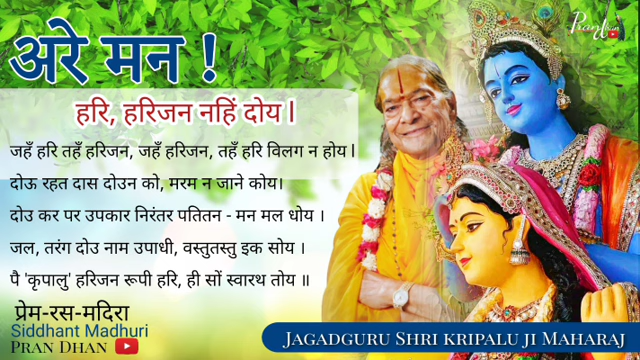 Pran Dhan
अरे मन !
हरि, हरिजन नहिं दोय l
जहँ हरि तहँ हरिजन, जहँ हरिजन, तहँ हरि विलग न होय l
दोऊ रहत दास दोउन को, मरम न जाने कोय।
दोउ कर पर उपकार निरंतर पतितन - मन मल धोय ।
जल, तरंग दोउ नाम उपाधी, वस्तुतस्तु इक सोय ।
पै 'कृपालु' हरिजन रूपी हरि, ही सों स्वारथ तोय ॥
प्रेम-रस-मदिरा
Siddhant Madhuri
PRAN DHAN
JAGADGURU SHRI KRIPALU JI MAHARAJ